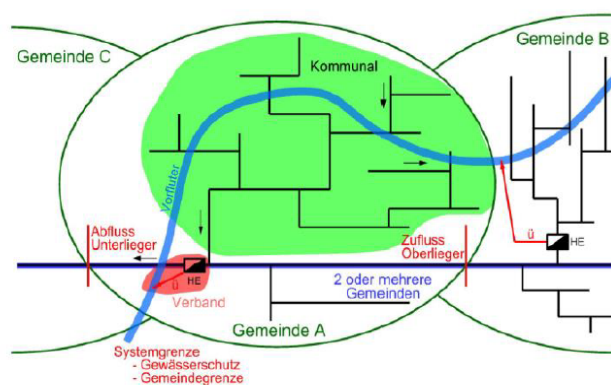 Gemeinde C
Gemeinde B
Kommunal
Vorfluter
Abfluss
Unterlieger
Zufluss
Oberlieger
ü
HE
ü
HE
Verband
2 oder mehrere
Gemeinden
Gemeinde A
Systemgrenze
- Gewässerschutz
- Gemeindegrenze